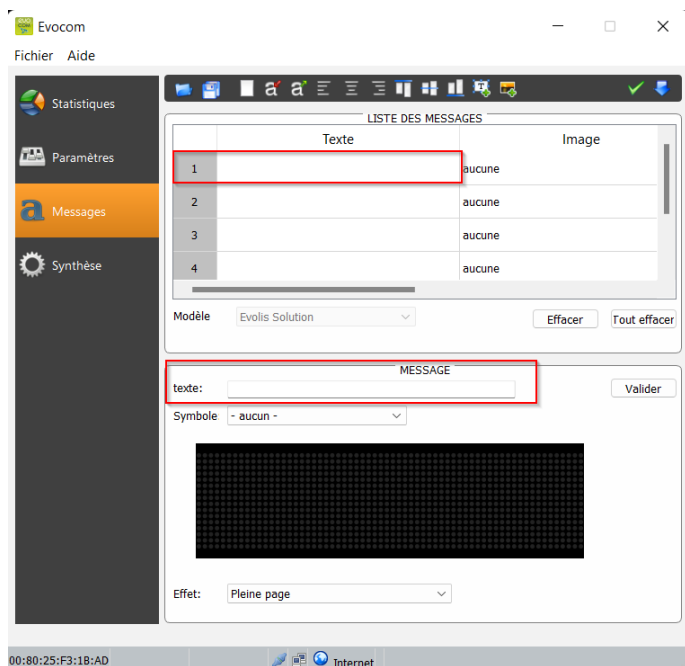 Evocom
Fichier Aide
Statistiques
Paramètres
Messages
Synthèse
LISTE DES MESSAGES
Texte Image
1 aucune
2 aucune
3 aucune
4 aucune
Modèle Evolis Solution Effacer Tout effacer
MESSAGE
texte: Valider
Symbole - aucun -
Effet: Pleine page
00:80:25:F3:1B:AD Internet